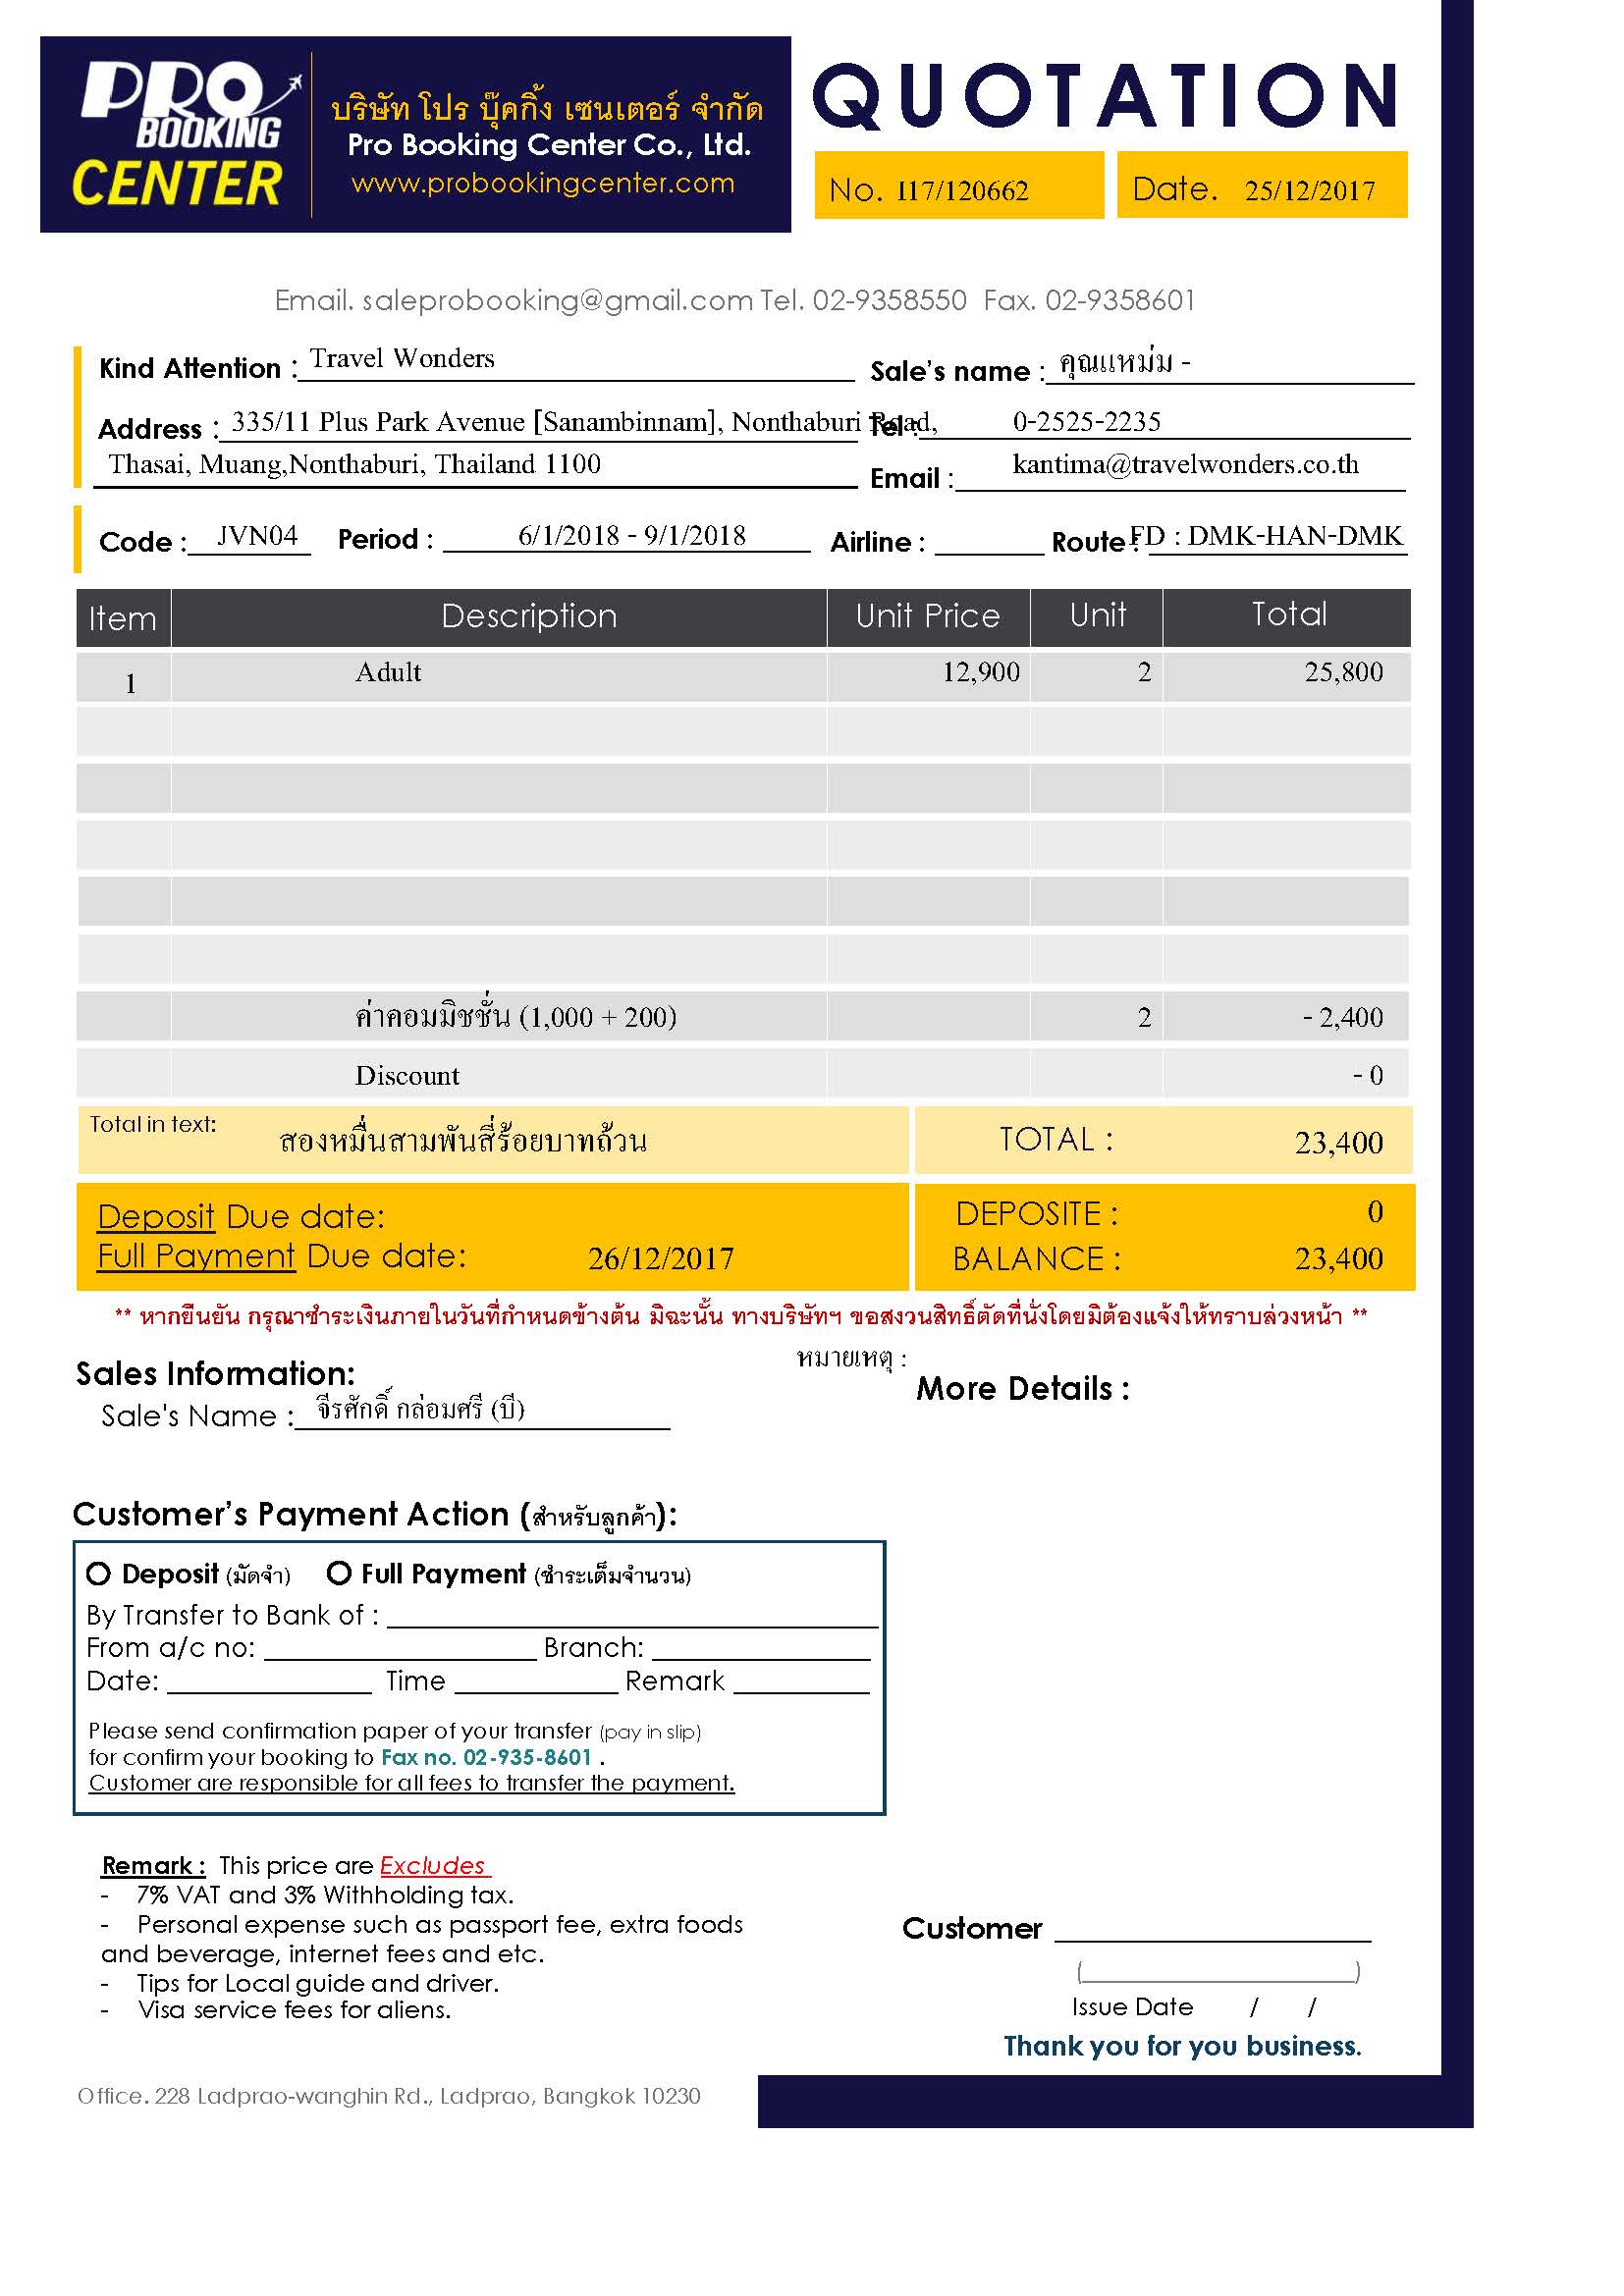 PRO BOOKING CENTER
บริษัท โปร บุ๊คกิ้ง เซนเตอร์ จำกัด
Pro Booking Center Co., Ltd.
www.probookingcenter.com
QUOTATION
No. I17/120662 Date. 25/12/2017
Email. saleprobooking@gmail.com Tel. 02-9358550 Fax. 02-9358601
Kind Attention : Travel Wonders Sale's name : คุณแหม่ม -
Address : 335/11 Plus Park Avenue [Sanambinnam], Nonthaburi Road, Tel : 0-2525-2235
Thasai, Muang,Nonthaburi, Thailand 1100 Email : kantima@travelwonders.co.th
Code : JVN04 Period : 6/1/2018 - 9/1/2018 Airline : Route : FD : DMK-HAN-DMK
Item Description Unit Price Unit Total
1 Adult 12,900 2 25,800
ค่าคอมมิชชั่น (1,000 + 200) 2 - 2,400
Discount - 0
Total in text: สองหมื่นสามพันสี่ร้อยบาทถ้วน TOTAL : 23,400
Deposit Due date: DEPOSITE : 0
Full Payment Due date: 26/12/2017 BALANCE : 23,400
** หากยืนยัน กรุณาชำระเงินภายในวันที่กำหนดข้างต้น มิฉะนั้น ทางบริษัทฯ ขอสงวนสิทธิ์ตัดที่นั่งโดยมิต้องแจ้งให้ทราบล่วงหน้า **
หมายเหตุ :
Sales Information: More Details :
Sale's Name : จีรศักดิ์ กล่อมศรี (บี)
Customer's Payment Action (สำหรับลูกค้า):
Deposit (มัดจำ) Full Payment (ชำระเต็มจำนวน)
By Transfer to Bank of :
From a/c no: Branch:
Date: Time Remark
Please send confirmation paper of your transfer (pay in slip)
for confirm your booking to Fax no. 02-935-8601 .
Customer are responsible for all fees to transfer the payment.
Remark : This price are Excludes
- 7% VAT and 3% Withholding tax.
- Personal expense such as passport fee, extra foods
and beverage, internet fees and etc.
- Tips for Local guide and driver.
- Visa service fees for aliens.
Customer
( )
Issue Date / /
Thank you for you business.
Office. 228 Ladprao-wanghin Rd., Ladprao, Bangkok 10230